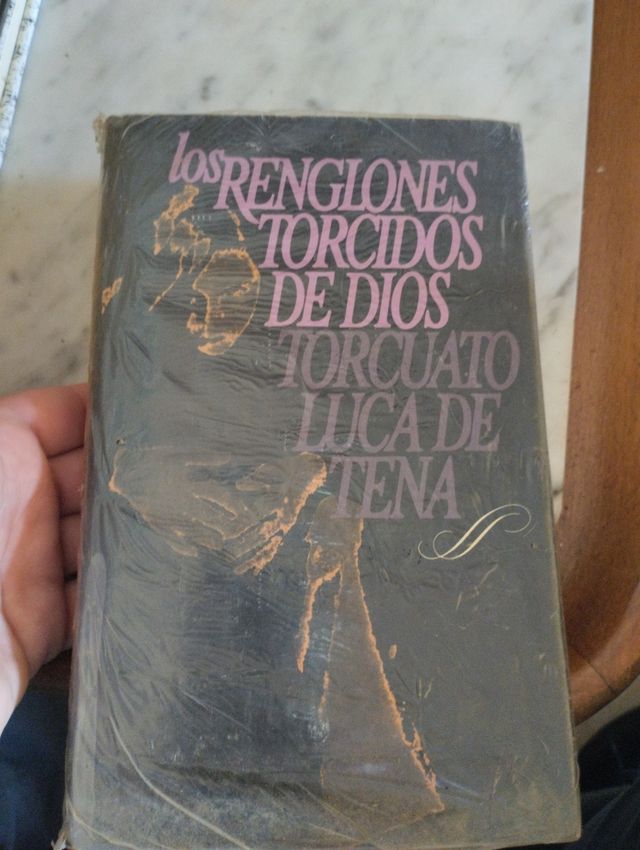 los RENGLONES
TORCIDOS
DE DIOS
TORCUATO
LUCA DE
TENA